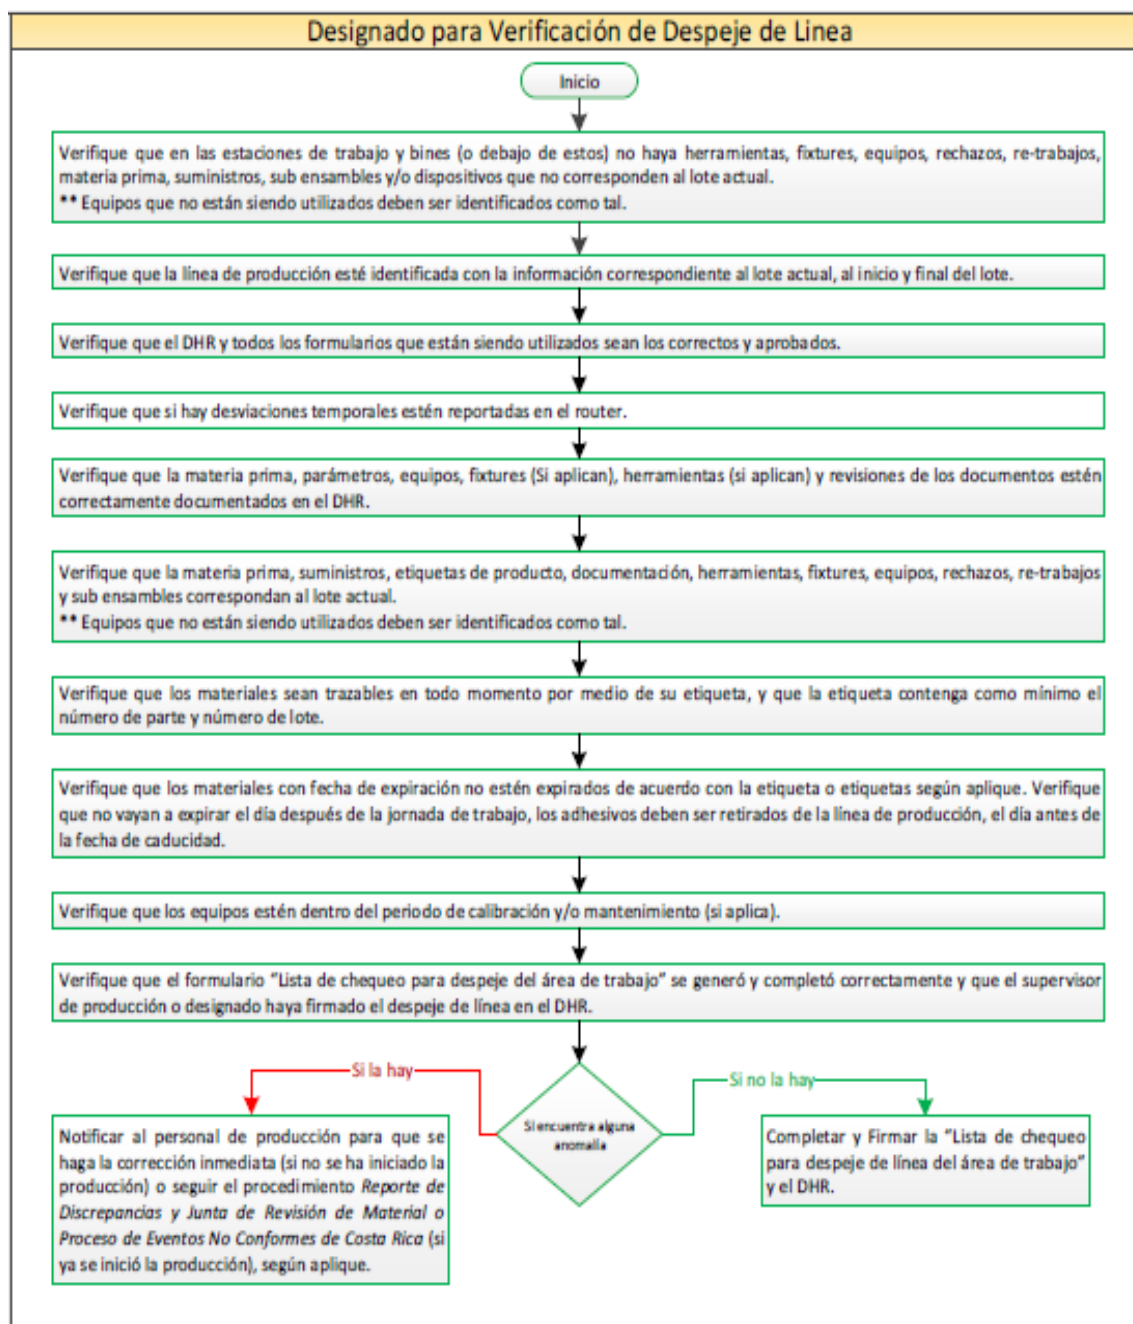 Designado para Verificación de Despeje de Linea
Inicio
Verifique que en las estaciones de trabajo y bines (o debajo de estos) no haya herramientas, fixtures, equipos, rechazos, re-trabajos,
materia prima, suministros, sub ensambles y/o dispositivos que no corresponden al lote actual.
** Equipos que no están siendo utilizados deben ser identificados como tal.
Verifique que la línea de producción esté identificada con la información correspondiente al lote actual, al inicio y final del lote.
Verifique que el DHR y todos los formularios que están siendo utilizados sean los correctos y aprobados.
Verifique que si hay desviaciones temporales estén reportadas en el router.
Verifique que la materia prima, parámetros, equipos, fixtures (Si aplican), herramientas (si aplican) y revisiones de los documentos estén
correctamente documentados en el DHR.
Verifique que la materia prima, suministros, etiquetas de producto, documentación, herramientas, fixtures, equipos, rechazos, re-trabajos
y sub ensambles correspondan al lote actual.
** Equipos que no están siendo utilizados deben ser identificados como tal.
Verifique que los materiales sean trazables en todo momento por medio de su etiqueta, y que la etiqueta contenga como mínimo el
número de parte y número de lote.
Verifique que los materiales con fecha de expiración no estén expirados de acuerdo con la etiqueta o etiquetas según aplique. Verifique
que no vayan a expirar el día después de la jornada de trabajo, los adhesivos deben ser retirados de la línea de producción, el día antes de
la fecha de caducidad.
Verifique que los equipos estén dentro del periodo de calibración y/o mantenimiento (si aplica).
Verifique que el formulario "Lista de chequeo para despeje del área de trabajo" se generó y completó correctamente y que el supervisor
de producción o designado haya firmado el despeje de línea en el DHR.
Si la hay
Si no la hay
Si encuentra alguna
anomalía
Notificar al personal de producción para que se
haga la corrección inmediata (si no se ha iniciado la
producción) o seguir el procedimiento Reporte de
Discrepancias y Junta de Revisión de Material o
Proceso de Eventos No Conformes de Costa Rica (si
ya se inició la producción), según aplique.
Completar y Firmar la "Lista de chequeo
para despeje de línea del área de trabajo"
y el DHR.